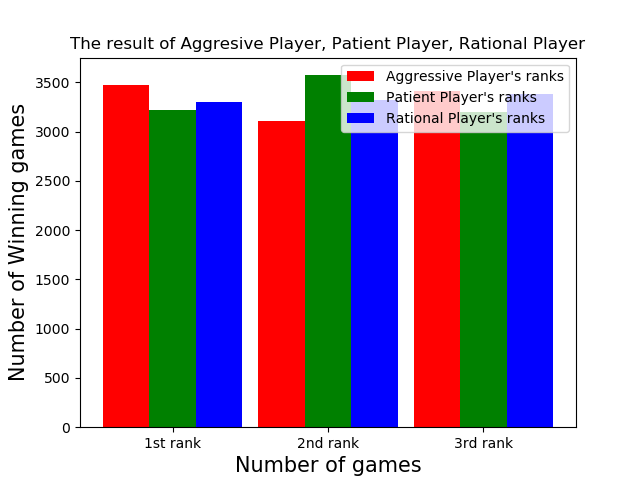 The result of Aggresive Player, Patient Player, Rational Player
Aggressive Player's ranks
Patient Player's ranks
Rational Player's ranks
Number of Winning games
3500
3000
2500
2000
1500
1000
500
0
1st rank 2nd rank 3rd rank
Number of games